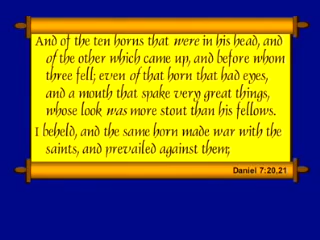 And of the ten horns that were in his head, and
of the other which came up, and before whom
three fell; even of that horn that had eyes,
and a mouth that spake very great things,
whose look was more stout than his fellows.
I beheld, and the same horn made war with the
saints, and prevailed against them;
Daniel 7:20,21